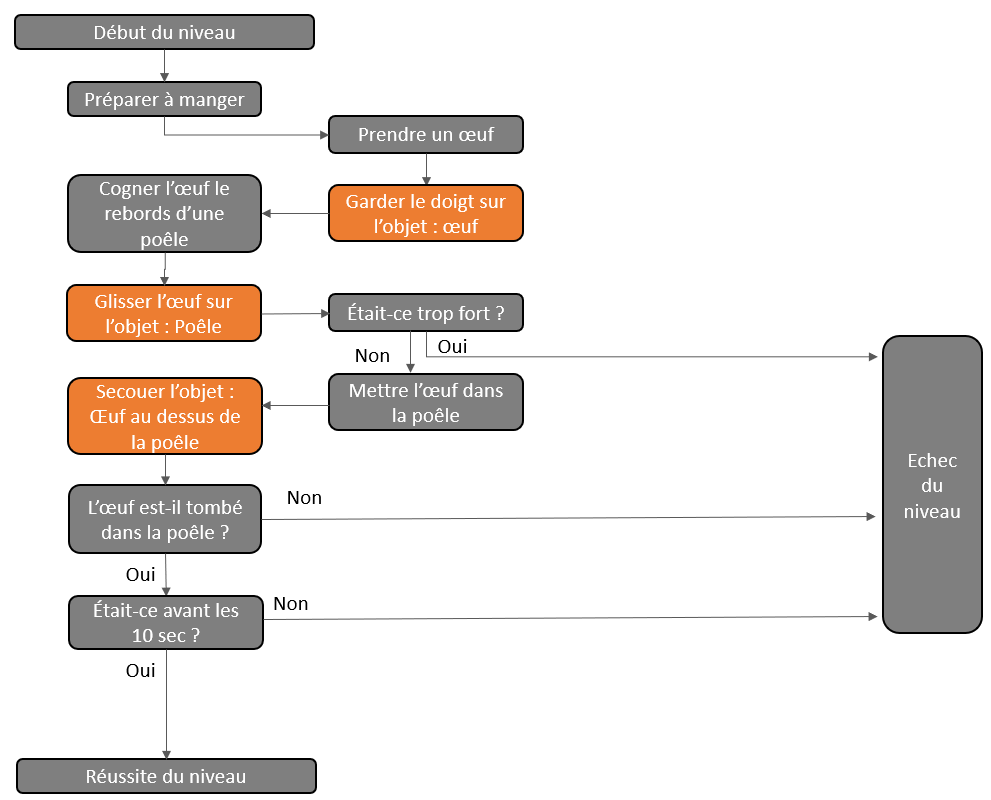 Début du niveau
Préparer à manger
Prendre un œuf
Garder le doigt sur
l'objet : œuf
Cogner l'œuf le
rebords d'une
poêle
Glisser l'œuf sur
l'objet : Poêle
Était-ce trop fort ?
Non
Oui
Mettre l'œuf dans
la poêle
Secouer l'objet :
Œuf au dessus de
la poêle
L'œuf est-il tombé
dans la poêle ?
Non
Oui
Était-ce avant les
10 sec ?
Non
Oui
Echec
du
niveau
Réussite du niveau